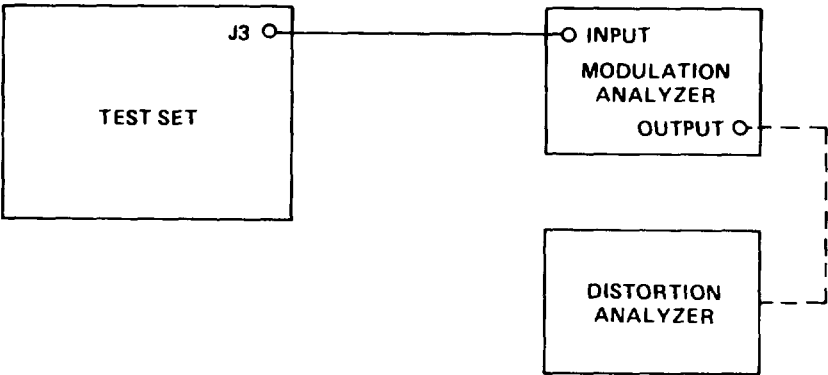 J3
INPUT
TEST SET
MODULATION
ANALYZER
OUTPUT
DISTORTION
ANALYZER